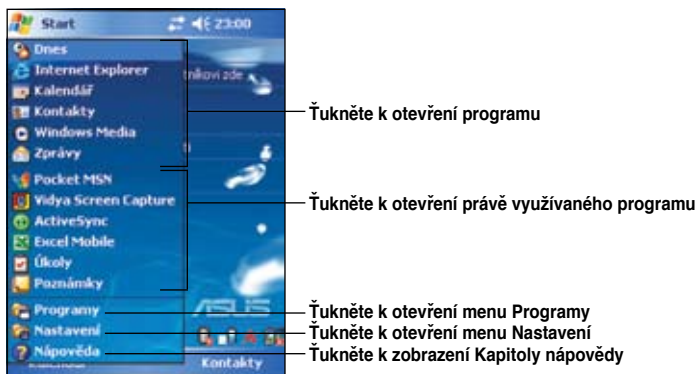 Start 23:00
Dnes
Internet Explorer
Kalendář
Kontakty
Windows Media
Zprávy
Pocket MSN
Vidya Screen Capture
ActiveSync
Excel Mobile
Úkoly
Poznámky
Programy
Nastavení
Nápověda
tníkovi zde
ASUS
Kontakty
Ťukněte k otevření programu
Ťukněte k otevření právě využívaného programu
Ťukněte k otevření menu Programy
Ťukněte k otevření menu Nastavení
Ťukněte k zobrazení Kapitoly nápovědy